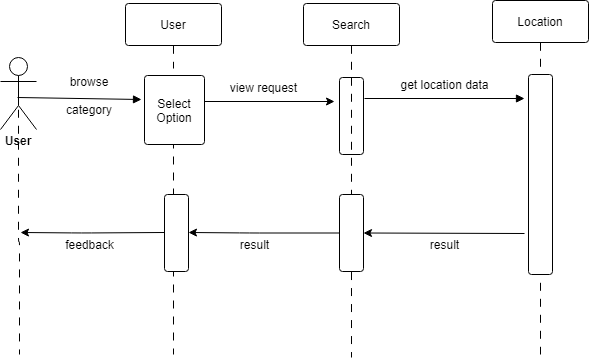 User
Search
Location
browse
category
Select
Option
view request
get location data
User
feedback
result
result